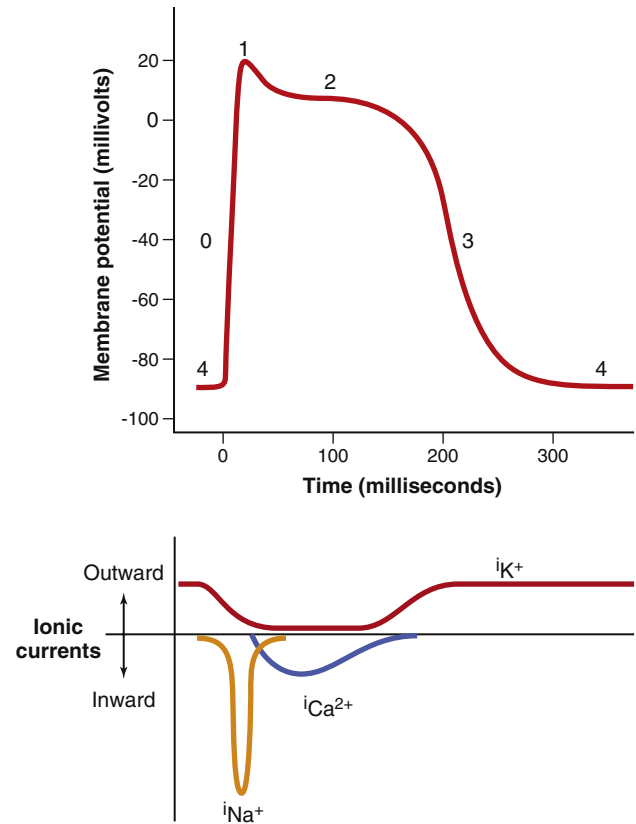 Membrane potential (millivolts)
20
0
-20
-40
-60
-80
-100
1
2
0
3
4
4
0
100
200
300
Time (milliseconds)
Outward
Ionic
currents
Inward
iK+
iCa2+
iNa+